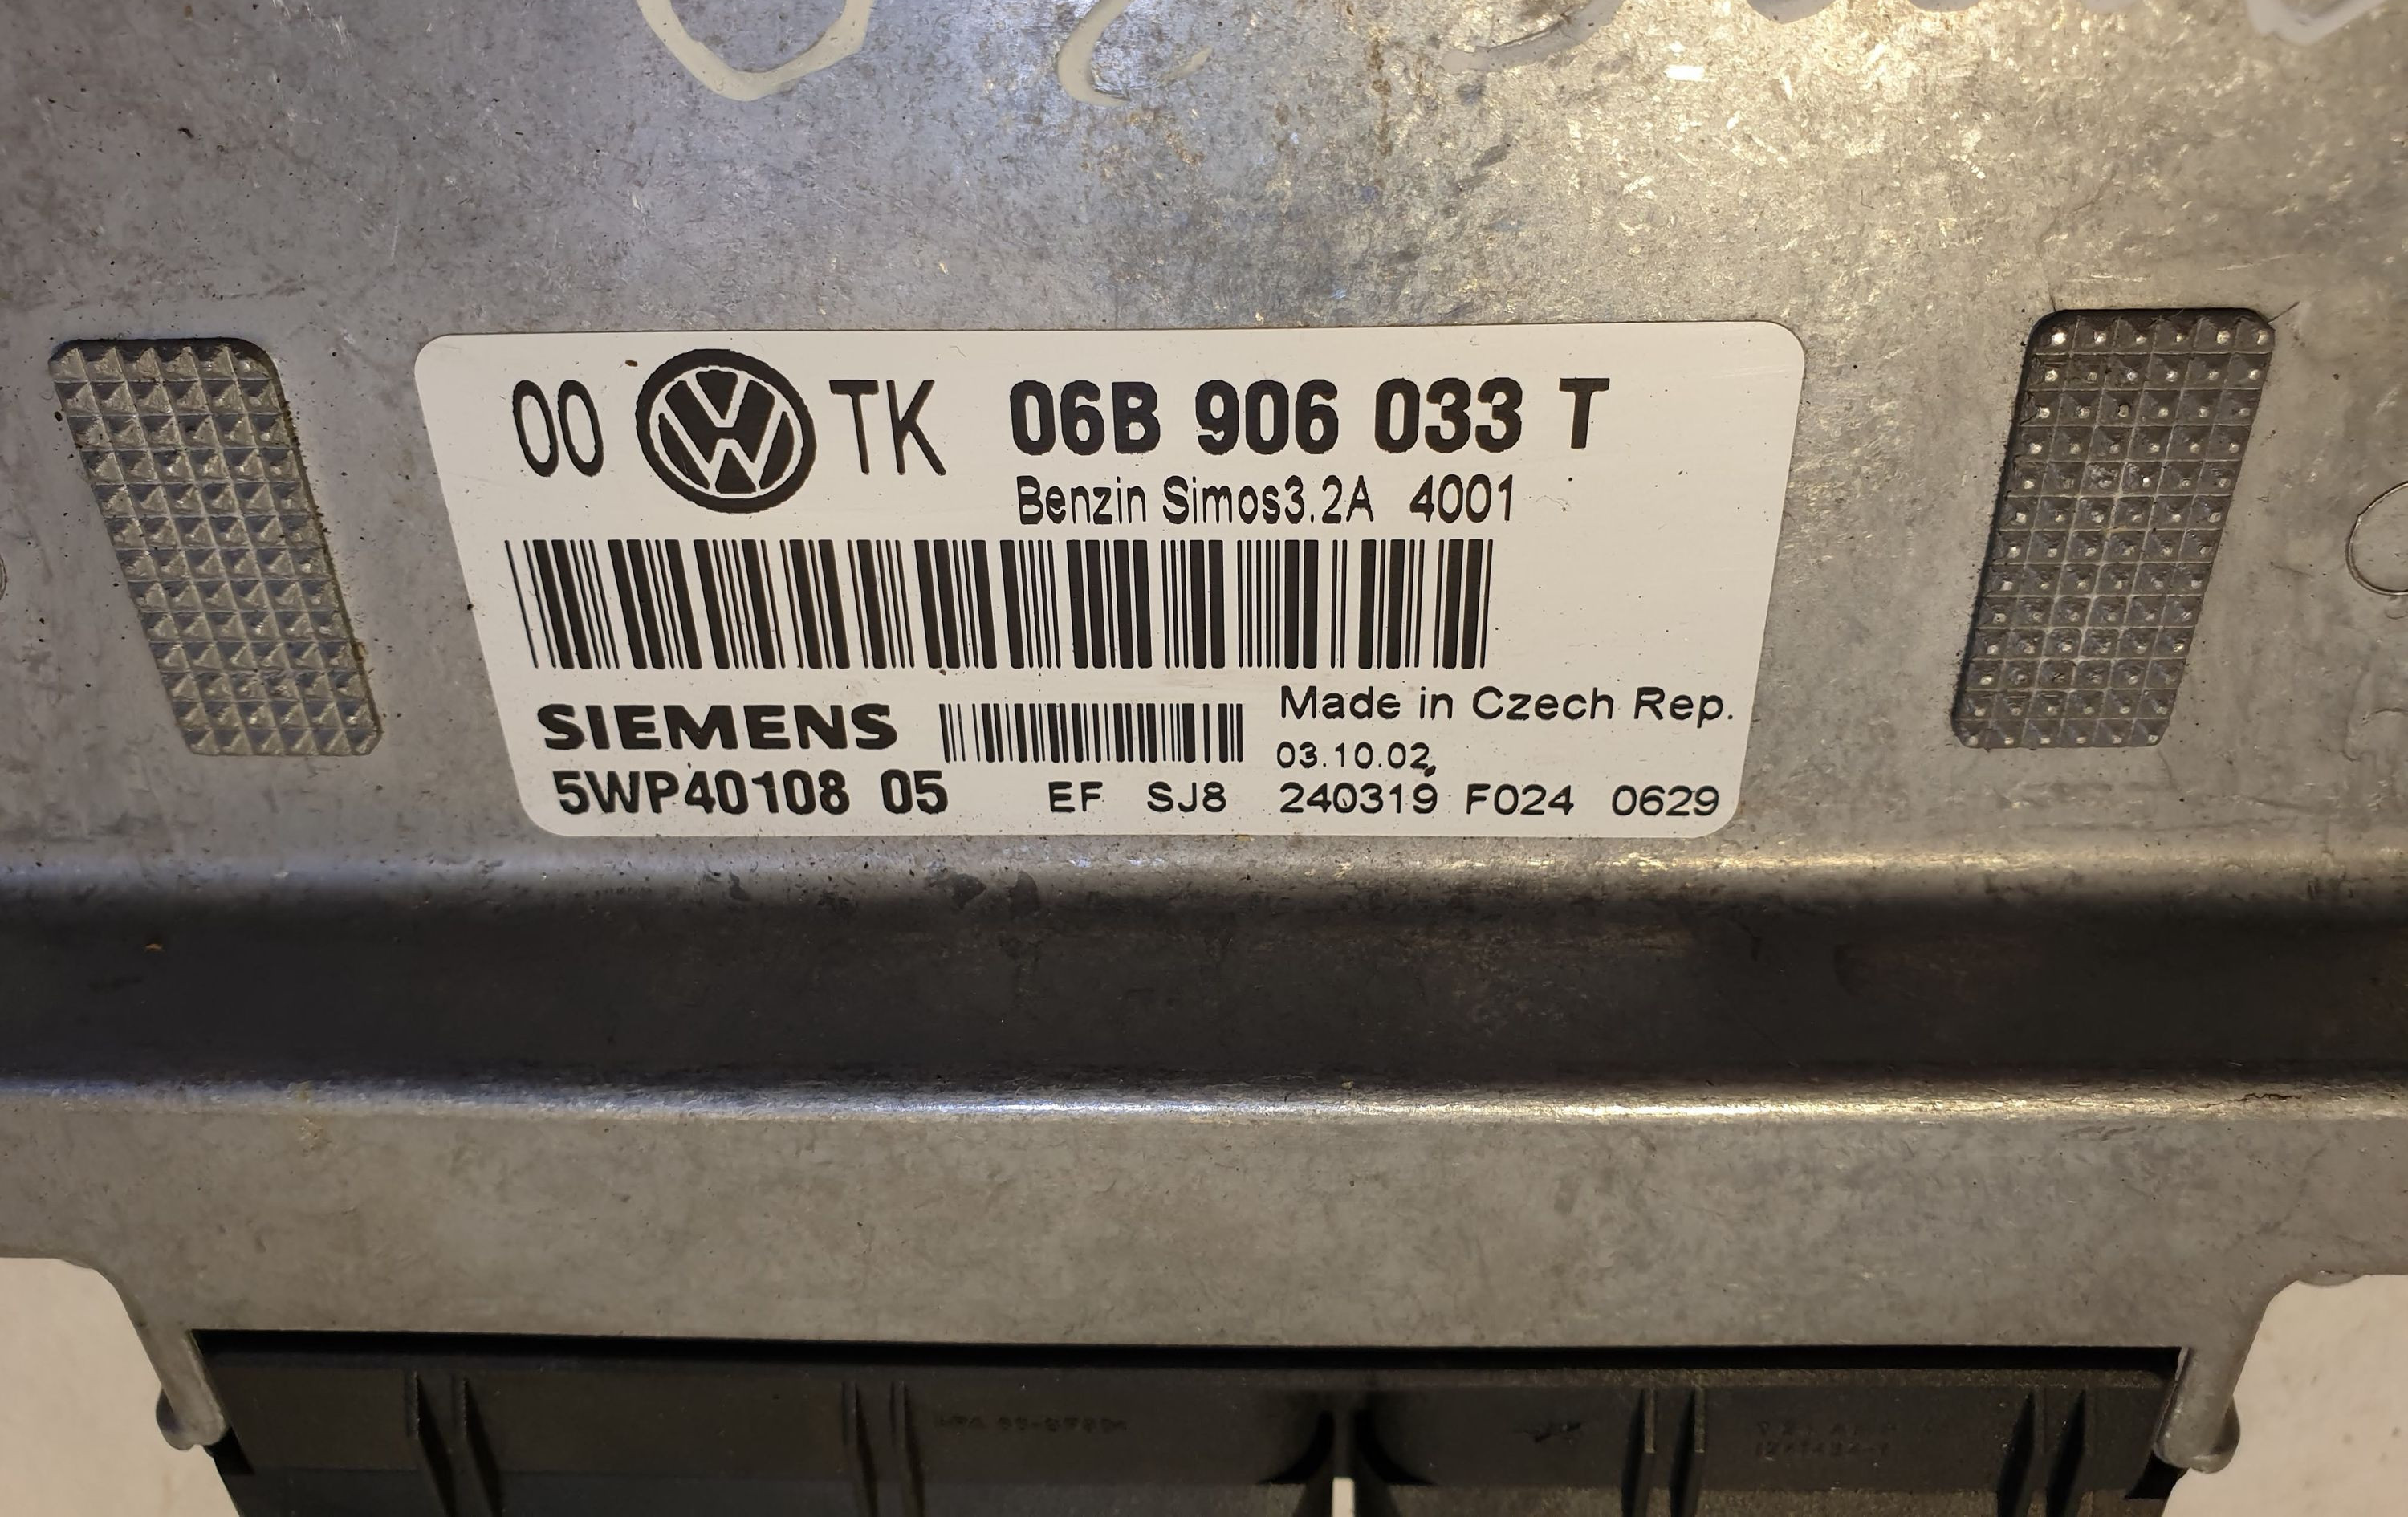 00 TK 06B 906 033 T
Benzin Simos3.2A 4001
SIEMENS
Made in Czech Rep.
03.10.02
5WP40108 05 EF SJ8 240319 F024 0629